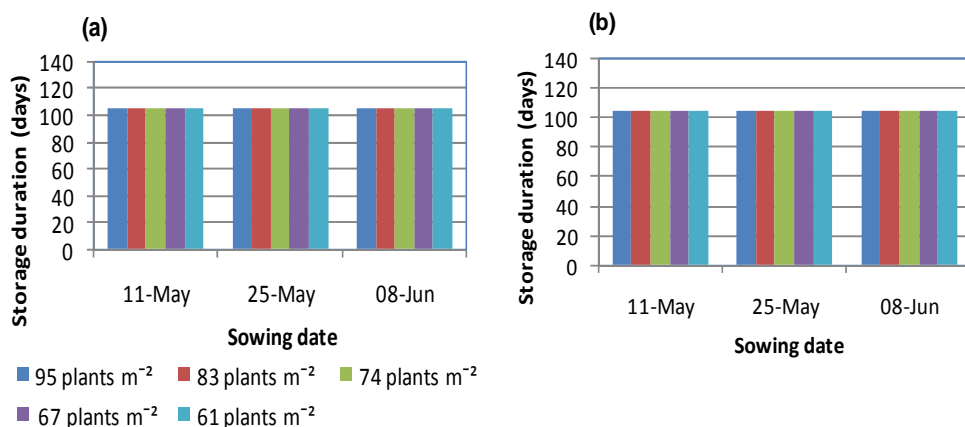 (a)
Storage duration (days)
140
120
100
80
60
40
20
0
11-May 25-May 08-Jun
Sowing date
95 plants m⁻² 83 plants m⁻² 74 plants m⁻²
67 plants m⁻² 61 plants m⁻²
(b)
Storage duration (days)
140
120
100
80
60
40
20
0
11-May 25-May 08-Jun
Sowing date